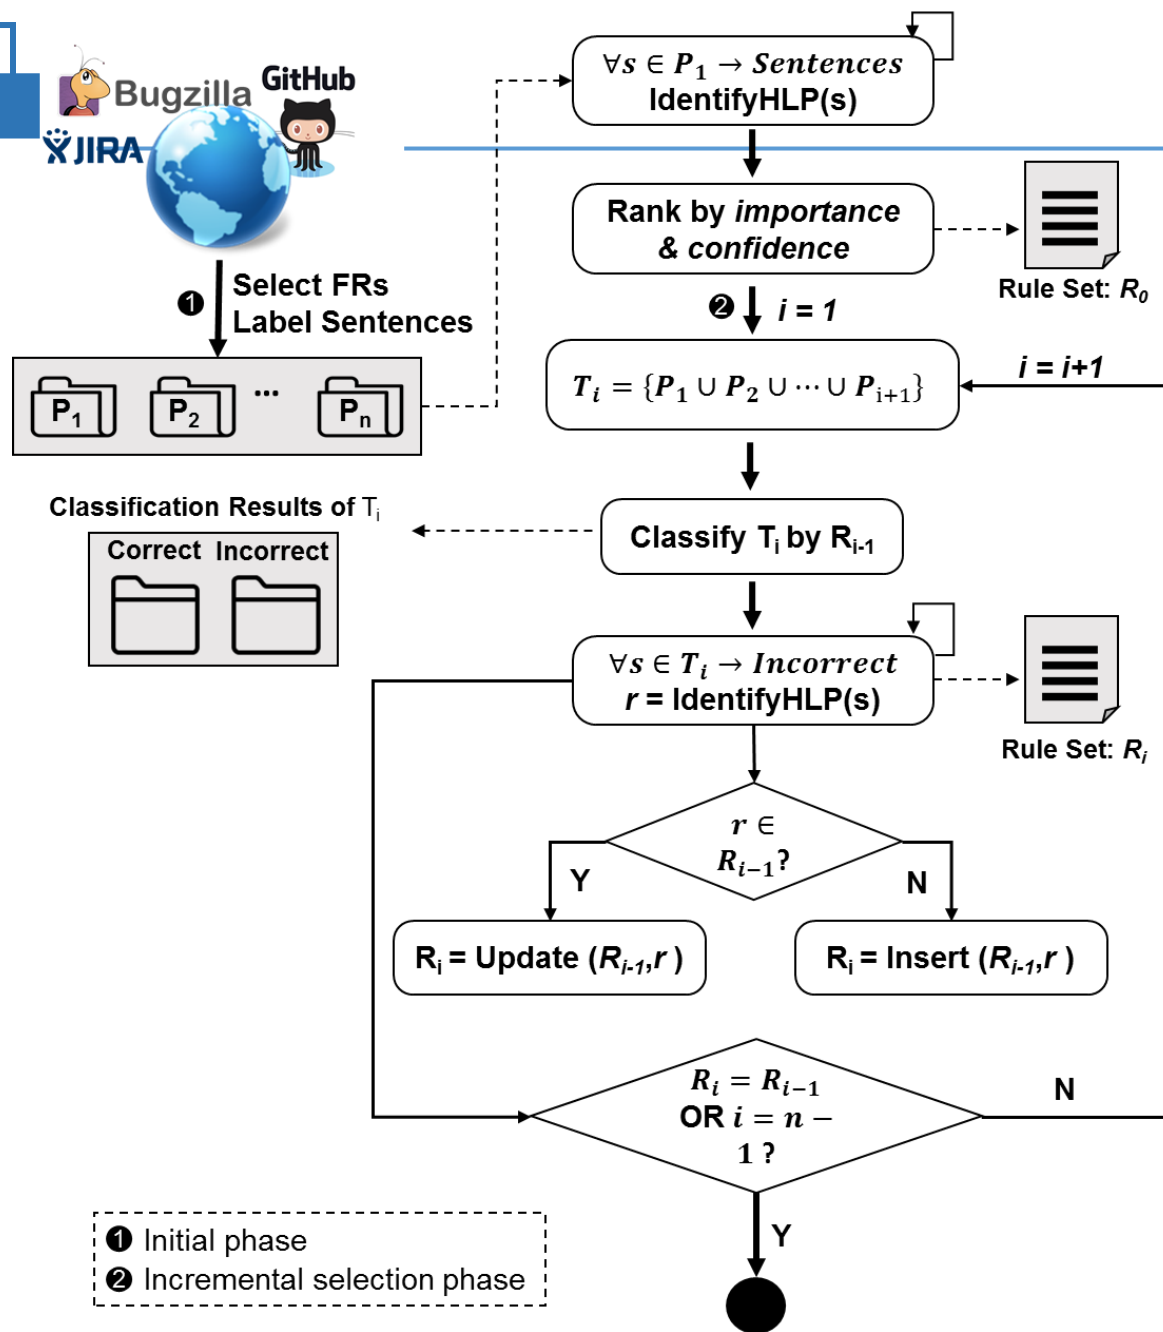 Bugzilla
GitHub
JIRA
∀s ∈ P₁ → Sentences
IdentifyHLP(s)
Rank by importance
& confidence
Rule Set: R₀
❶
Select FRs
Label Sentences
❷
i = 1
P₁
P₂
...
Pₙ
Tᵢ = {P₁ ∪ P₂ ∪ ⋯ ∪ Pᵢ₊₁}
i = i+1
Classification Results of Tᵢ
Correct
Incorrect
Classify Tᵢ by Rᵢ₋₁
∀s ∈ Tᵢ → Incorrect
r = IdentifyHLP(s)
Rule Set: Rᵢ
r ∈
Rᵢ₋₁?
Y
N
Rᵢ = Update (Rᵢ₋₁,r )
Rᵢ = Insert (Rᵢ₋₁,r )
Rᵢ = Rᵢ₋₁
OR i = n −
1 ?
N
Y
❶ Initial phase
❷ Incremental selection phase